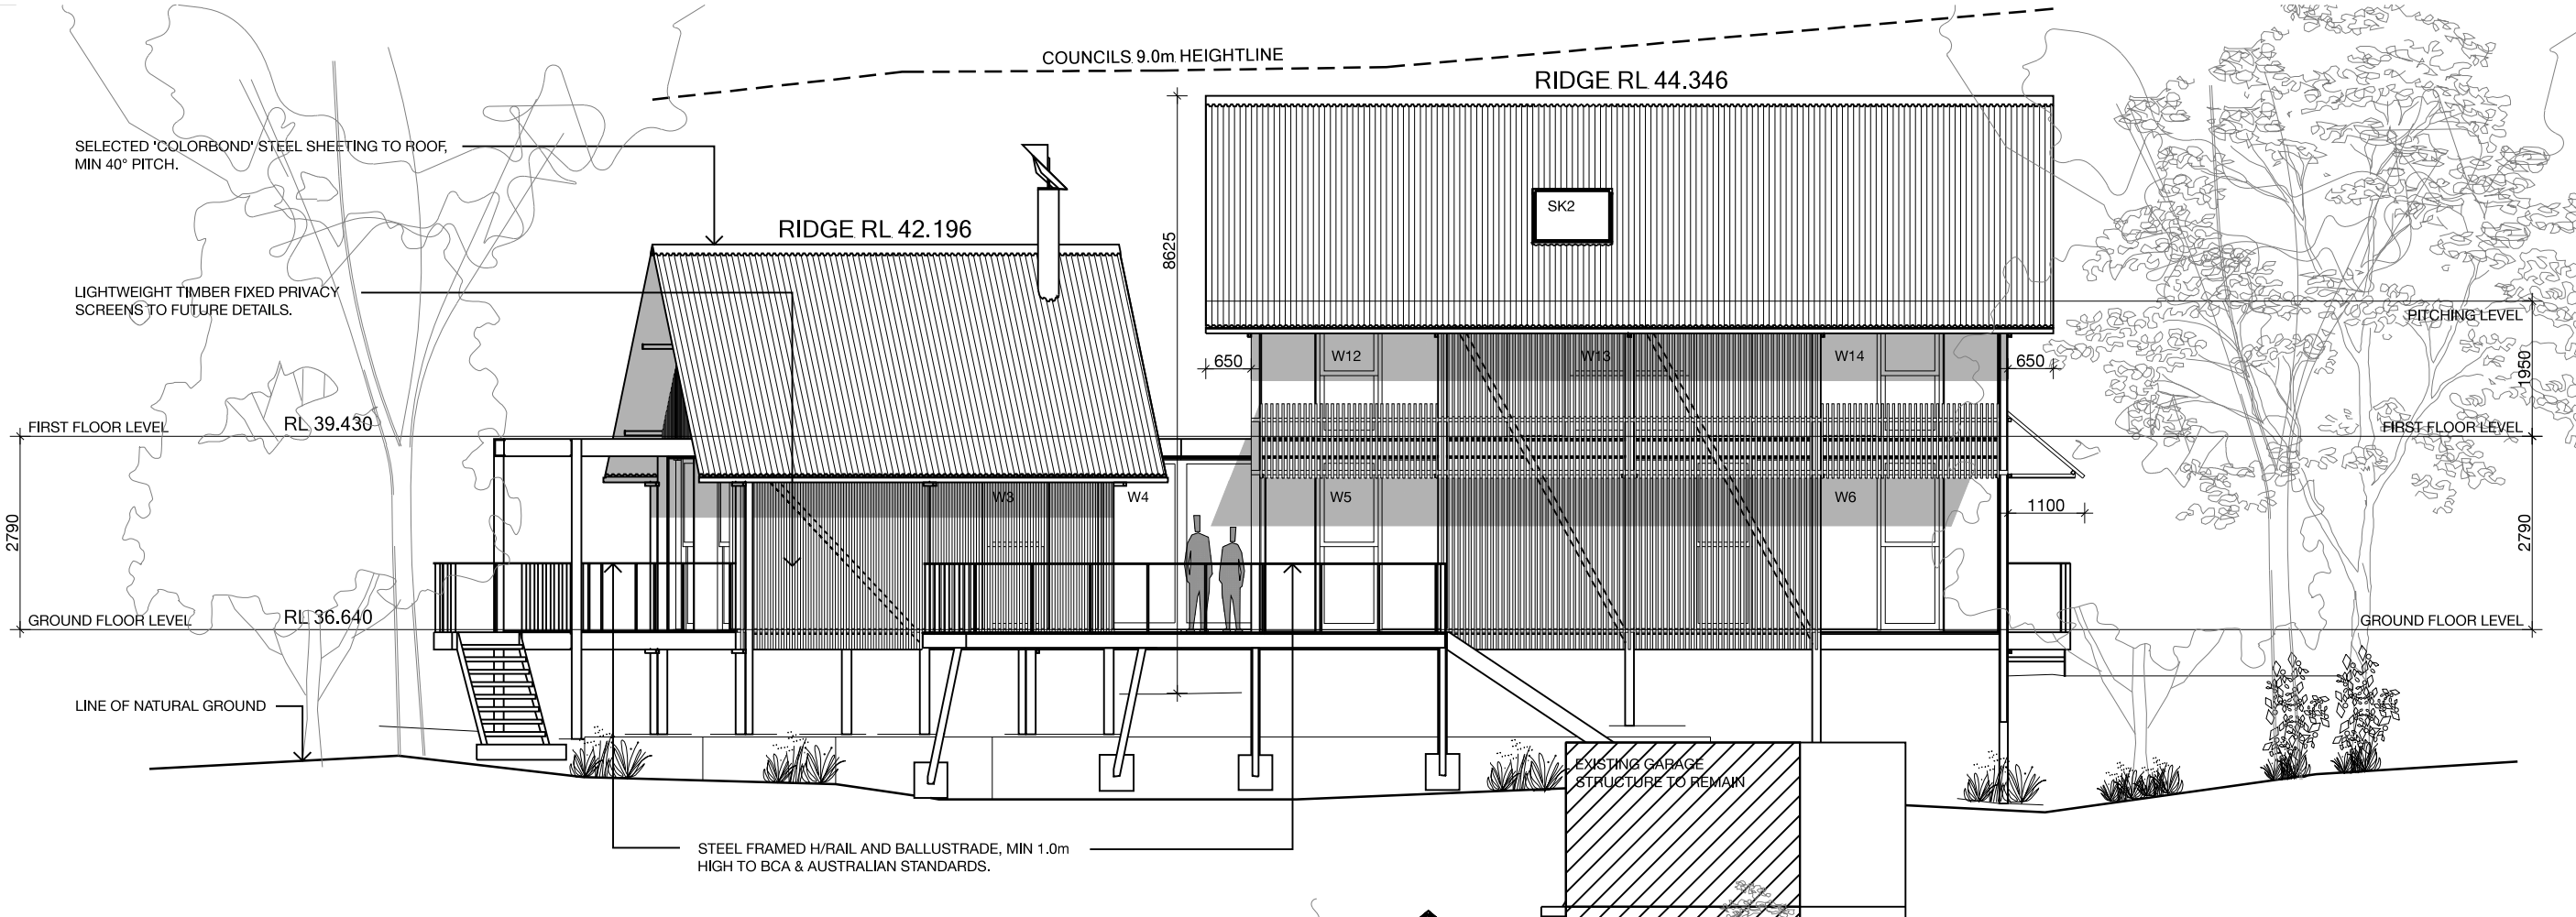 COUNCILS 9.0m HEIGHTLINE
RIDGE RL 44.346
SELECTED 'COLORBOND' STEEL SHEETING TO ROOF,
MIN 40° PITCH.
SK2
RIDGE RL 42.196
8625
LIGHTWEIGHT TIMBER FIXED PRIVACY
SCREENS TO FUTURE DETAILS.
PITCHING LEVEL
650
W12
W13
W14
650
1950
FIRST FLOOR LEVEL
RL 39.430
FIRST FLOOR LEVEL
W3
W4
W5
W6
1100
2790
2790
GROUND FLOOR LEVEL
RL 36.640
GROUND FLOOR LEVEL
LINE OF NATURAL GROUND
EXISTING GARAGE
STRUCTURE TO REMAIN
STEEL FRAMED H/RAIL AND BALLUSTRADE, MIN 1.0m
HIGH TO BCA & AUSTRALIAN STANDARDS.